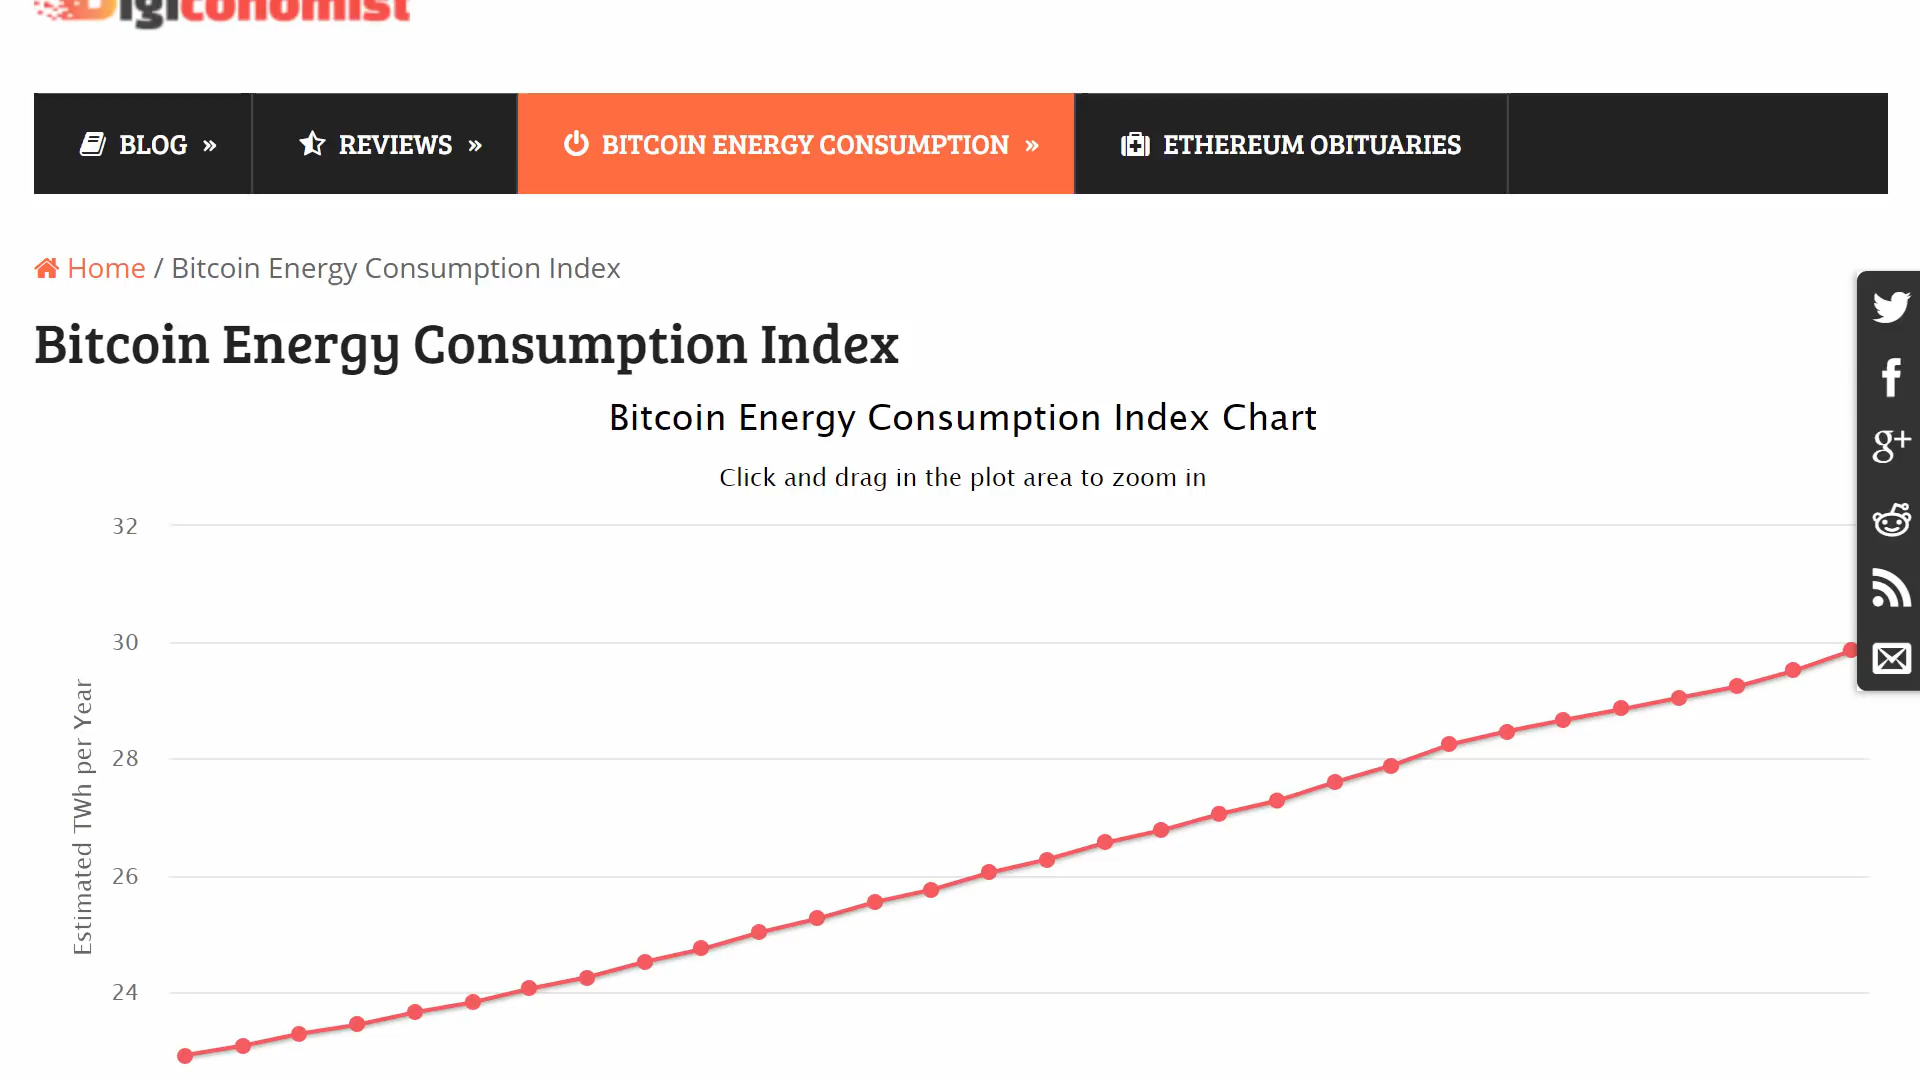 Digiconomist
BLOG » REVIEWS » BITCOIN ENERGY CONSUMPTION » ETHEREUM OBITUARIES
Home / Bitcoin Energy Consumption Index
Bitcoin Energy Consumption Index
Bitcoin Energy Consumption Index Chart
Click and drag in the plot area to zoom in
32
30
28
26
24
Estimated TWh per Year
g+